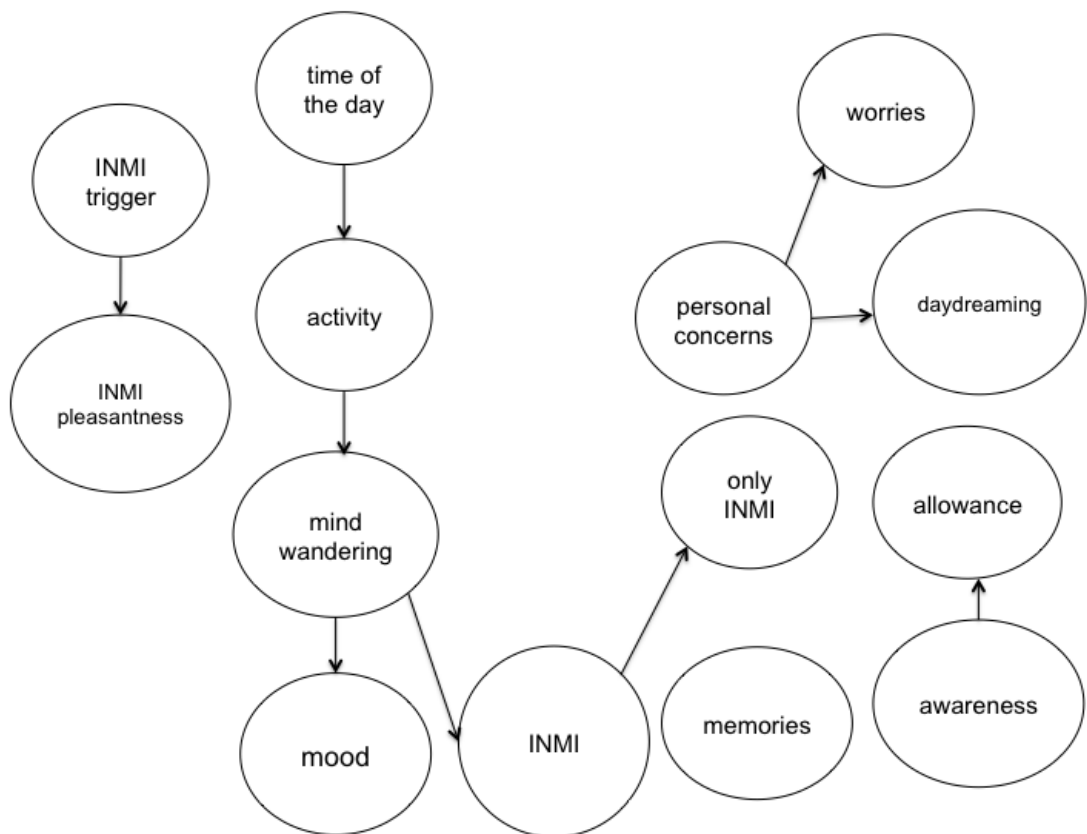 time of
the day
worries
INMI
trigger
activity
personal
concerns
daydreaming
INMI
pleasantness
only
INMI
allowance
mind
wandering
mood
INMI
memories
awareness